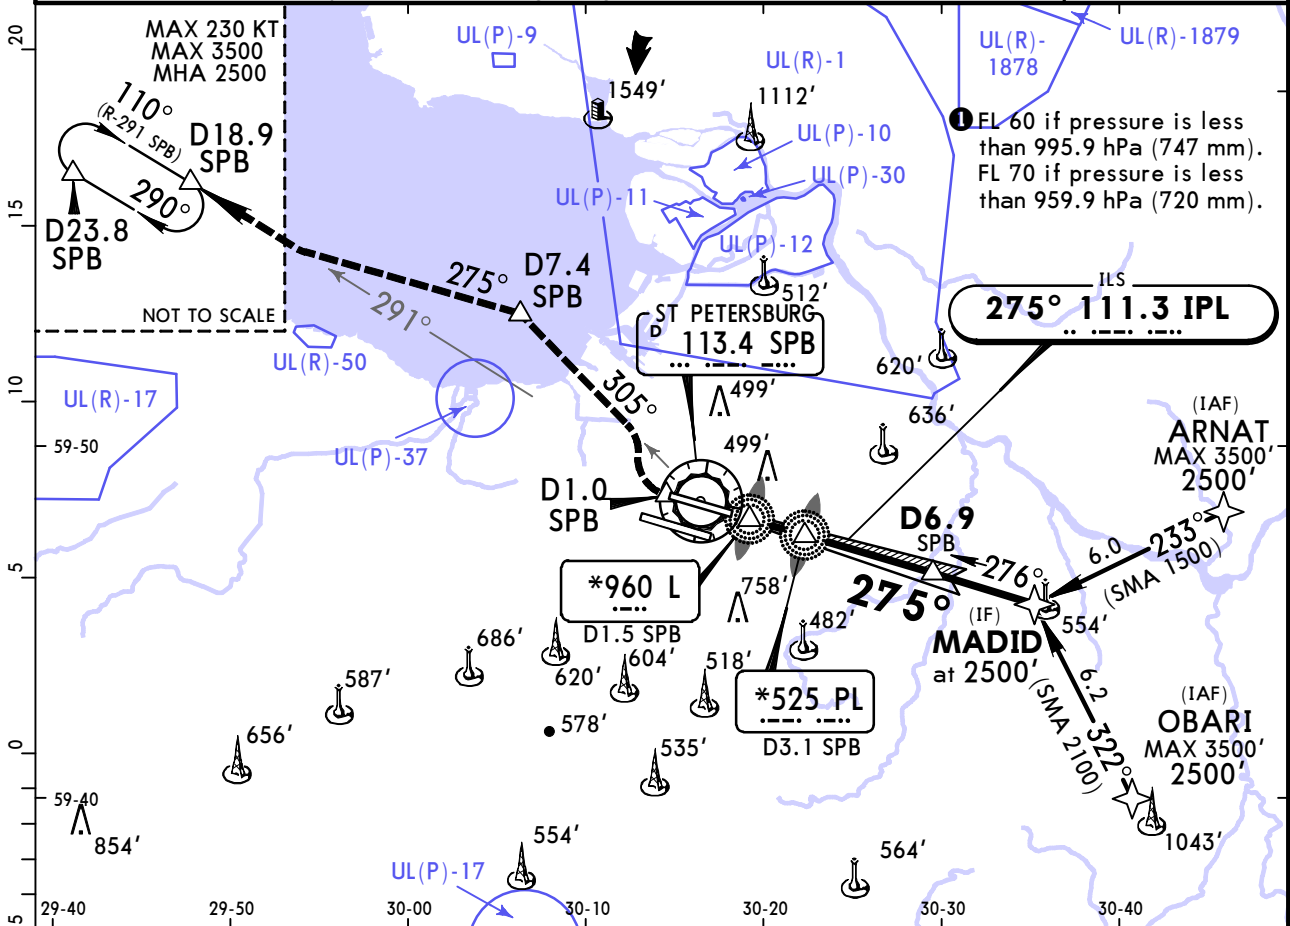 20
MAX 230 KT
MAX 3500
MHA 2500
UL(P)-9
1549'
UL(R)-1
1112'
UL(R)-
1878
UL(R)-1879
110°
(R-291 SPB)
D18.9
SPB
290°
D23.8
SPB
UL(P)-10
UL(P)-30
UL(P)-11
UL(P)-12
512'
1 FL 60 if pressure is less
than 995.9 hPa (747 mm).
FL 70 if pressure is less
than 959.9 hPa (720 mm).
15
275°
D7.4
SPB
291°
NOT TO SCALE
UL(R)-50
ST PETERSBURG
D
113.4 SPB
ILS
275° 111.3 IPL
620'
10
UL(R)-17
305°
499'
636'
(IAF)
ARNAT
MAX 3500'
2500'
59-50
UL(P)-37
499'
D1.0
SPB
D6.9
SPB
276°
275°
6.0
233°
(SMA 1500)
5
*960 L
D1.5 SPB
758'
482'
(IF)
MADID
at 2500'
554'
686'
620'
604'
518'
587'
*525 PL
D3.1 SPB
6.2
322°
(SMA 2100)
(IAF)
OBARI
MAX 3500'
2500'
578'
656'
535'
0
59-40
854'
554'
564'
1043'
UL(P)-17
5
29-40
29-50
30-00
30-10
30-20
30-30
30-40